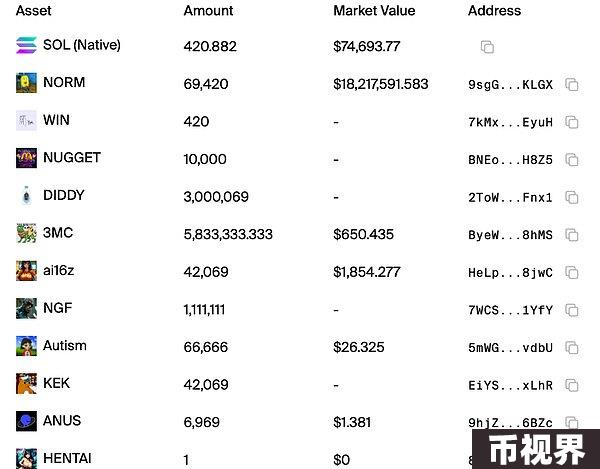 Asset Amount Market Value Address
SOL (Native) 420.882 $74,693.77
NORM 69,420 $18,217,591.583 9sgG...KLGX
WIN 420 - 7kMx...EyuH
NUGGET 10,000 - BNEo...H8Z5
DIDDY 3,000,069 - 2ToW...Fnx1
3MC 5,833,333.333 $650.435 ByeW...8hMS
ai16z 42,069 $1,854.277 HeLp...8jwC
NGF 1,111,111 - 7WCS...1YfY
Autism 66,666 $26.325 5mWG...vdbU
KEK 42,069 - EiYS...xLhR
ANUS 6,969 $1.381 9hjZ...6BZc
HENTAI 1 $0
币视界